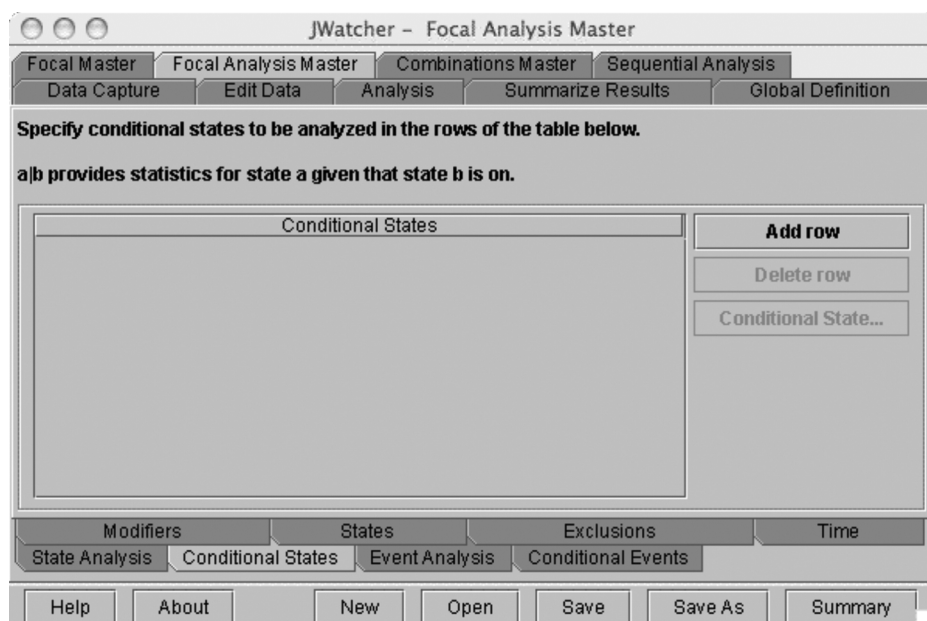 JWatcher – Focal Analysis Master
Focal Master Focal Analysis Master Combinations Master Sequential Analysis
Data Capture Edit Data Analysis Summarize Results Global Definition
Specify conditional states to be analyzed in the rows of the table below.
a|b provides statistics for state a given that state b is on.
Conditional States
Add row
Delete row
Conditional State...
Modifiers States Exclusions Time
State Analysis Conditional States Event Analysis Conditional Events
Help About New Open Save Save As Summary